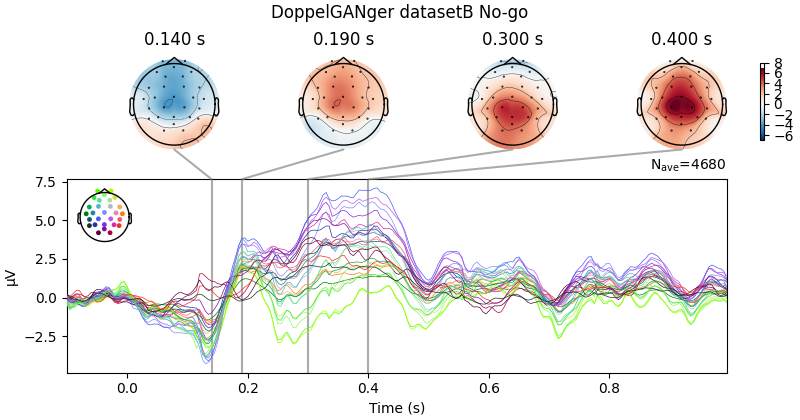 DoppelGANger datasetB No-go
0.140 s 0.190 s 0.300 s 0.400 s
8
6
4
2
0
−2
−4
−6
Nave=4680
7.5
5.0
2.5
0.0
−2.5
µV
0.0 0.2 0.4 0.6 0.8
Time (s)